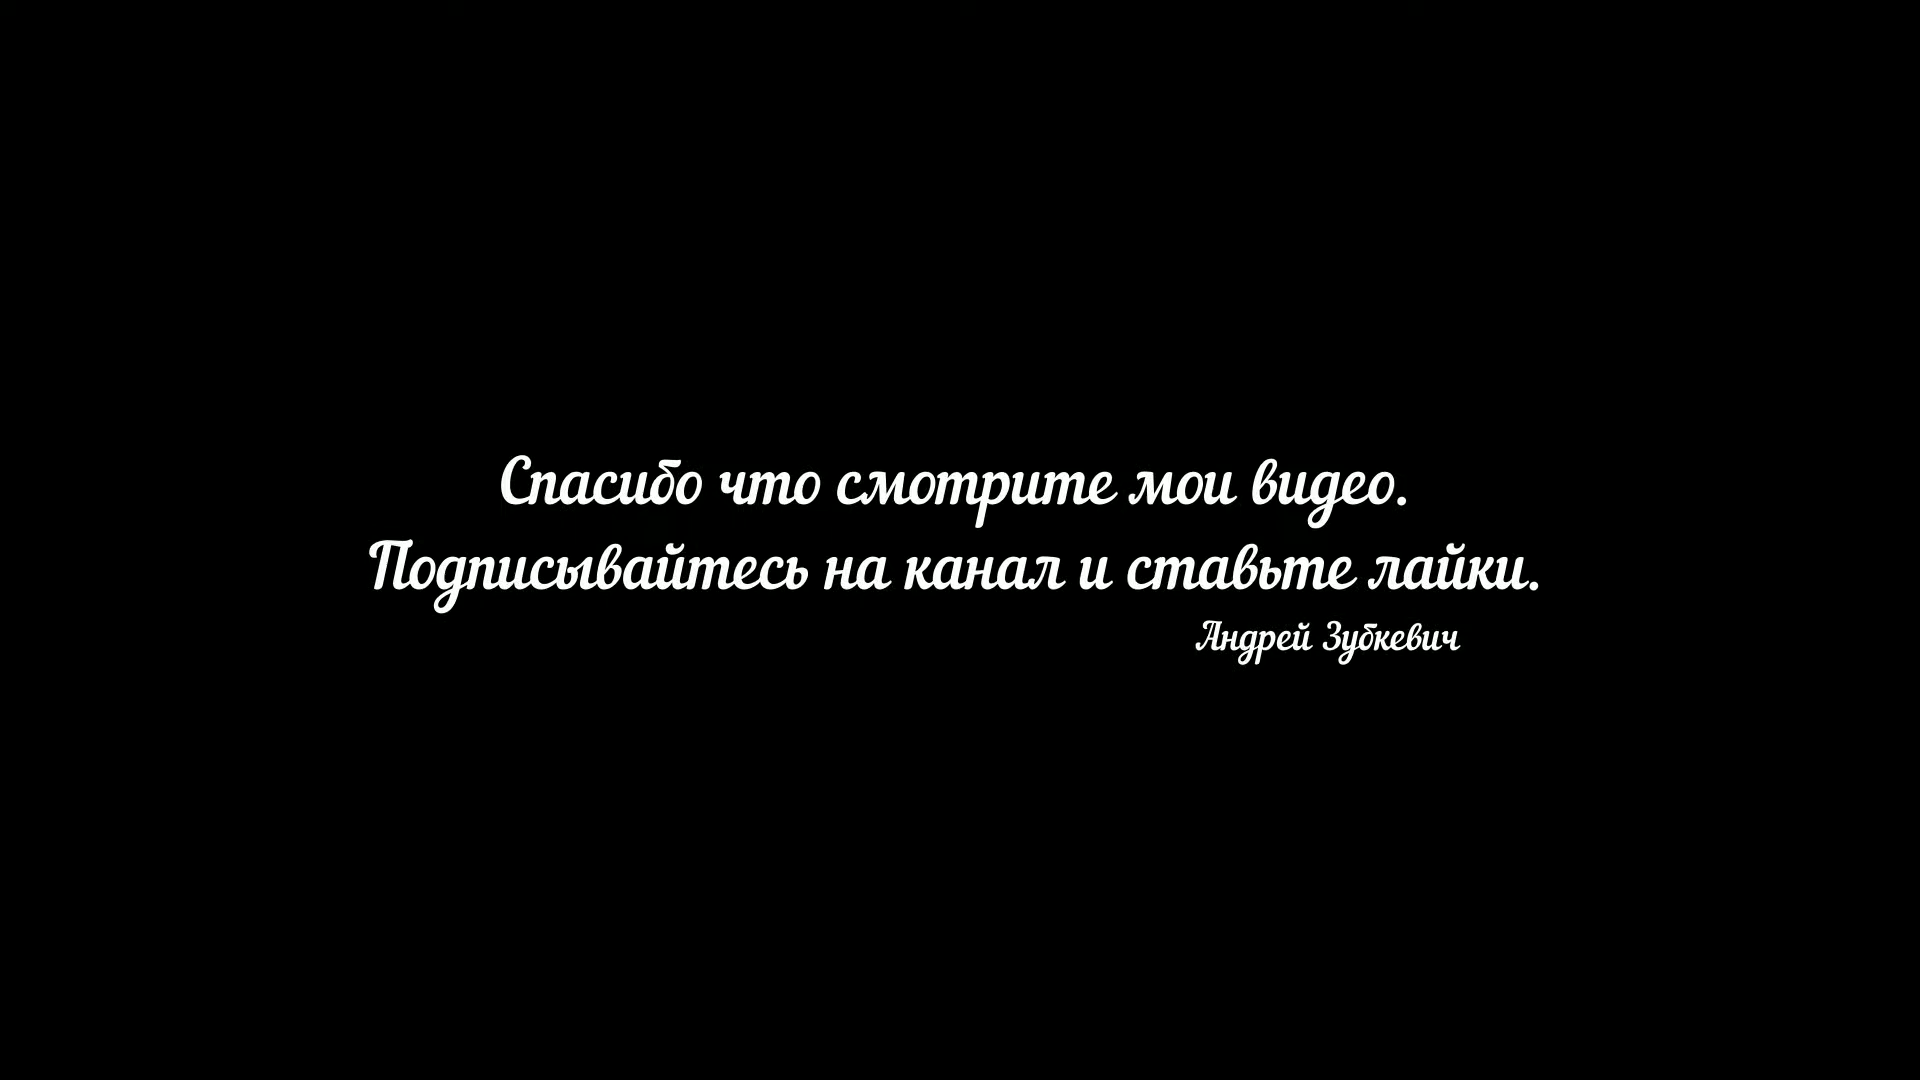 Спасибо что смотрите мои видео.
Подписывайтесь на канал и ставьте лайки.
Андрей Зубкевич